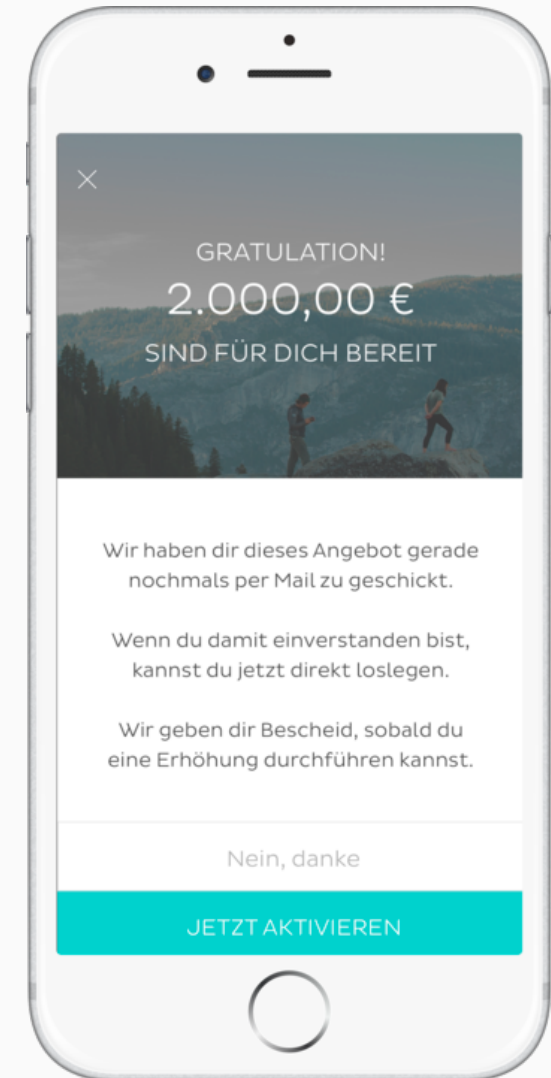 GRATULATION!
2.000,00 €
SIND FÜR DICH BEREIT
Wir haben dir dieses Angebot gerade
nochmals per Mail zu geschickt.
Wenn du damit einverstanden bist,
kannst du jetzt direkt loslegen.
Wir geben dir Bescheid, sobald du
eine Erhöhung durchführen kannst.
Nein, danke
JETZT AKTIVIEREN